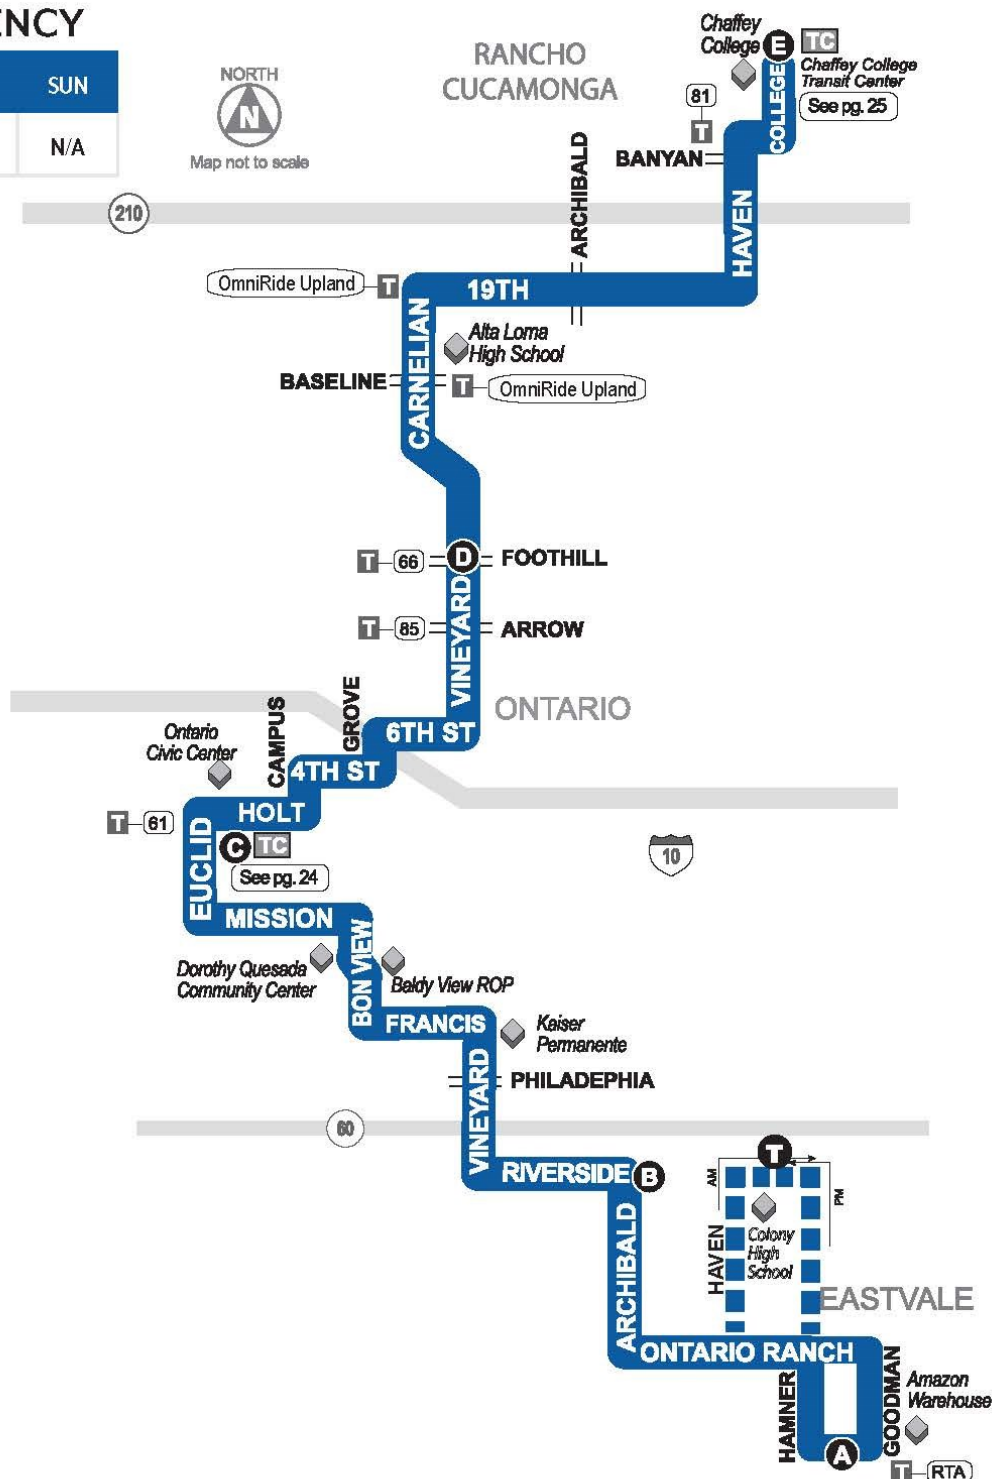 ENCY
SUN
N/A
NORTH
N
Map not to scale
RANCHO
CUCAMONGA
Chaffey
College
E
TC
Chaffey College
Transit Center
See pg. 25
81
T
COLLEGE
BANYAN
ARCHIBALD
210
HAVEN
OmniRide Upland
T
19TH
CARNELIAN
Alta Loma
High School
BASELINE
T
OmniRide Upland
T
66
D
FOOTHILL
T
85
ARROW
VINEYARD
ONTARIO
GROVE
6TH ST
CAMPUS
Ontario
Civic Center
4TH ST
HOLT
T
61
EUCLID
C
TC
See pg. 24
10
MISSION
BON VIEW
Dorothy Quesada
Community Center
Baldy View ROP
FRANCIS
Kaiser
Permanente
VINEYARD
PHILADEPHIA
60
RIVERSIDE
B
T
AM
PM
ARCHIBALD
HAVEN
Colony
High
School
EASTVALE
ONTARIO RANCH
HAMNER
GOODMAN
Amazon
Warehouse
A
T
RTA